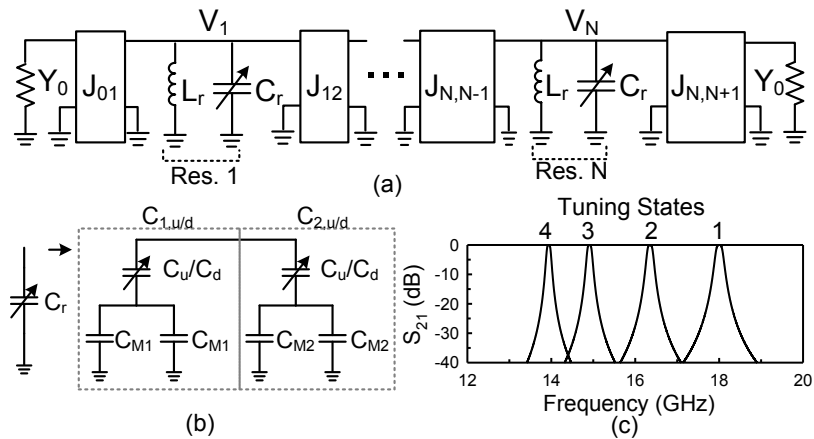 V1 VN
Y0 J01 Lr Cr J12 ... JN,N-1 Lr Cr JN,N+1 Y0
Res. 1 Res. N
(a)
C1,u/d C2,u/d
Cr Cu/Cd Cu/Cd
CM1 CM1 CM2 CM2
(b)
Tuning States
4 3 2 1
S21 (dB)
0
-10
-20
-30
-40
12 14 16 18 20
Frequency (GHz)
(c)